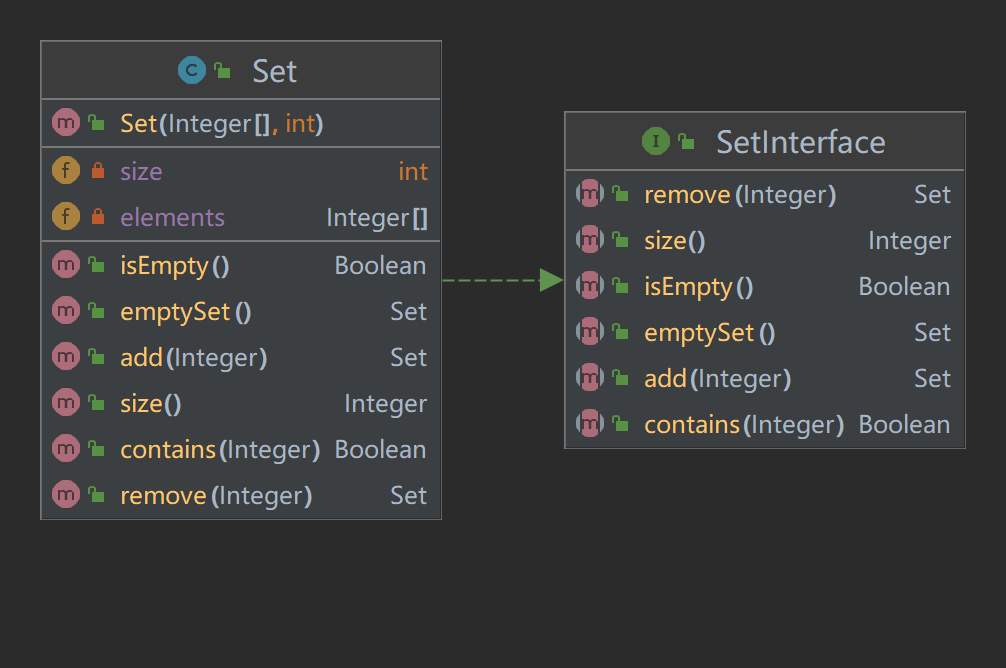 C Set
m Set(Integer[], int)
f size int
f elements Integer[]
m isEmpty() Boolean
m emptySet() Set
m add(Integer) Set
m size() Integer
m contains(Integer) Boolean
m remove(Integer) Set
I SetInterface
m remove(Integer) Set
m size() Integer
m isEmpty() Boolean
m emptySet() Set
m add(Integer) Set
m contains(Integer) Boolean